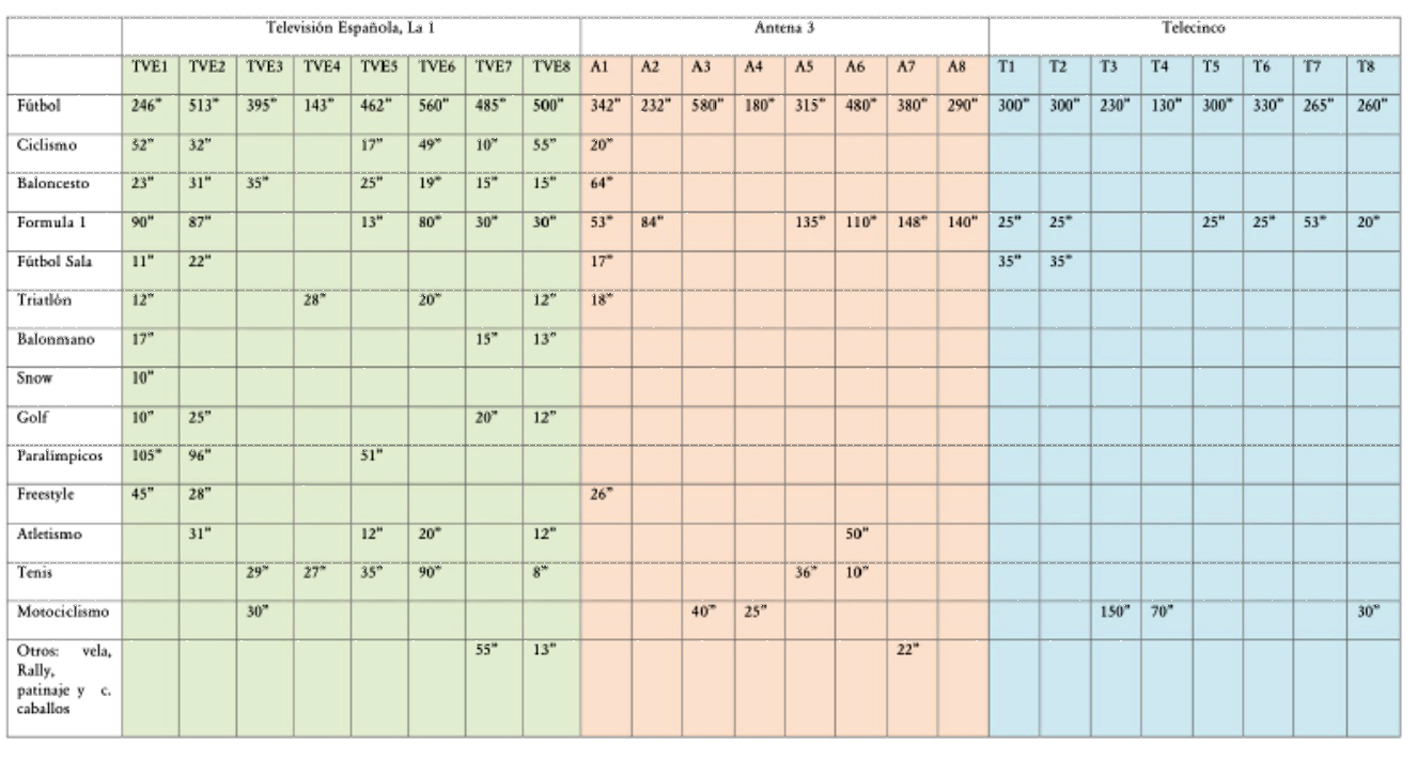 Televisión Española, La 1 Antena 3 Telecinco
TVE1 TVE2 TVE3 TVE4 TVE5 TVE6 TVE7 TVE8 A1 A2 A3 A4 A5 A6 A7 A8 T1 T2 T3 T4 T5 T6 T7 T8
Fútbol 246” 513” 395” 143” 462” 560” 485” 500” 342” 232” 580” 180” 315” 480” 380” 290” 300” 300” 230” 130” 300” 330” 265” 260”
Ciclismo 52” 32” 17” 49” 10” 55” 20”
Baloncesto 23” 31” 35” 25” 19” 15” 15” 64”
Formula 1 90” 87” 13” 80” 30” 30” 53” 84” 135” 110” 148” 140” 25” 25” 25” 25” 53” 20”
Fútbol Sala 11” 22” 17” 35” 35”
Triatlón 12” 28” 20” 12” 18”
Balonmano 17” 15” 13”
Snow 10”
Golf 10” 25” 20” 12”
Paralímpicos 105” 96” 51”
Freestyle 45” 28” 26”
Atletismo 31” 12” 20” 12” 50”
Tenis 29” 27” 35” 90” 8” 36” 10”
Motociclismo 30” 40” 25” 150” 70” 30”
Otros: vela, 55” 13” 22”
Rally,
patinaje y c.
caballos